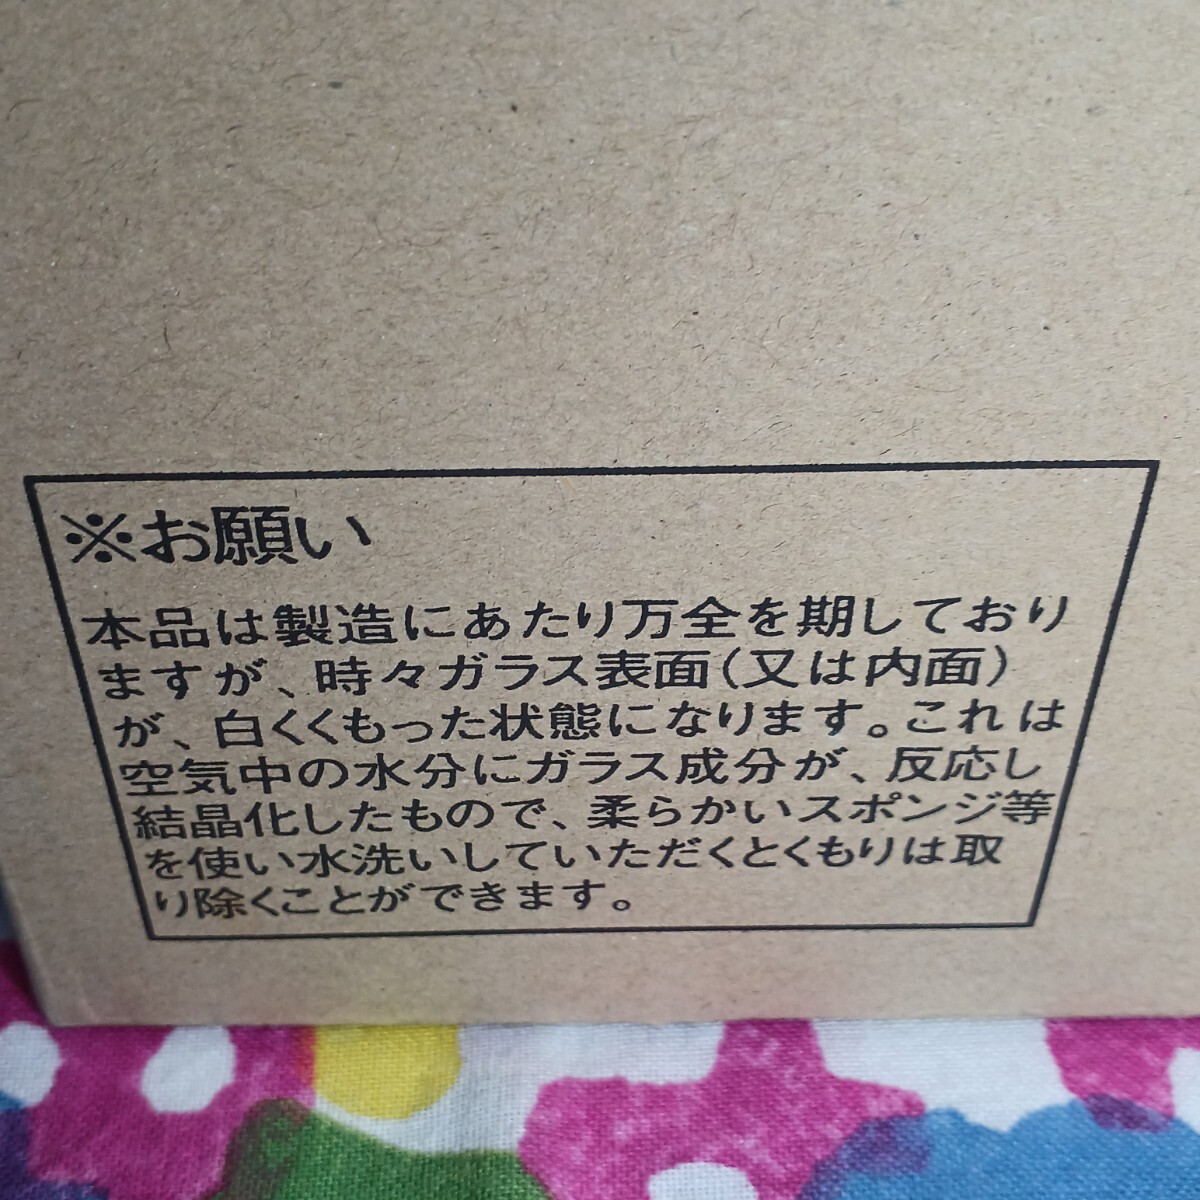 ※お願い
本品は製造にあたり万全を期しており
ますが、時々ガラス表面(又は内面)
が、白くくもった状態になります。これは
空気中の水分にガラス成分が、反応し
結晶化したもので、柔らかいスポンジ等
を使い水洗いしていただくとくもりは取
り除くことができます。